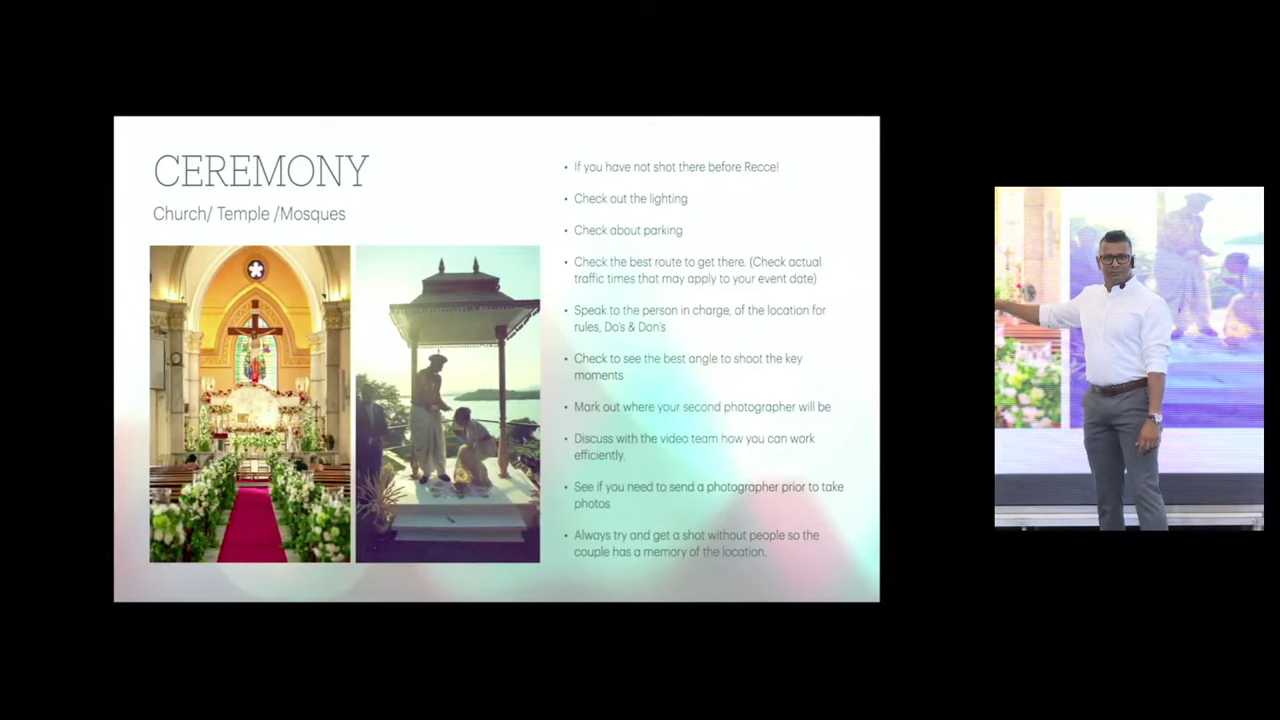 CEREMONY
Church/ Temple /Mosques
• If you have not shot there before Recce!
• Check out the lighting
• Check about parking
• Check the best route to get there. (Check actual
traffic times that may apply to your event date)
• Speak to the person in charge, of the location for
rules, Do's & Don's
• Check to see the best angle to shoot the key
moments
• Mark out where your second photographer will be
• Discuss with the video team how you can work
efficiently.
• See if you need to send a photographer prior to take
photos
• Always try and get a shot without people so the
couple has a memory of the location.